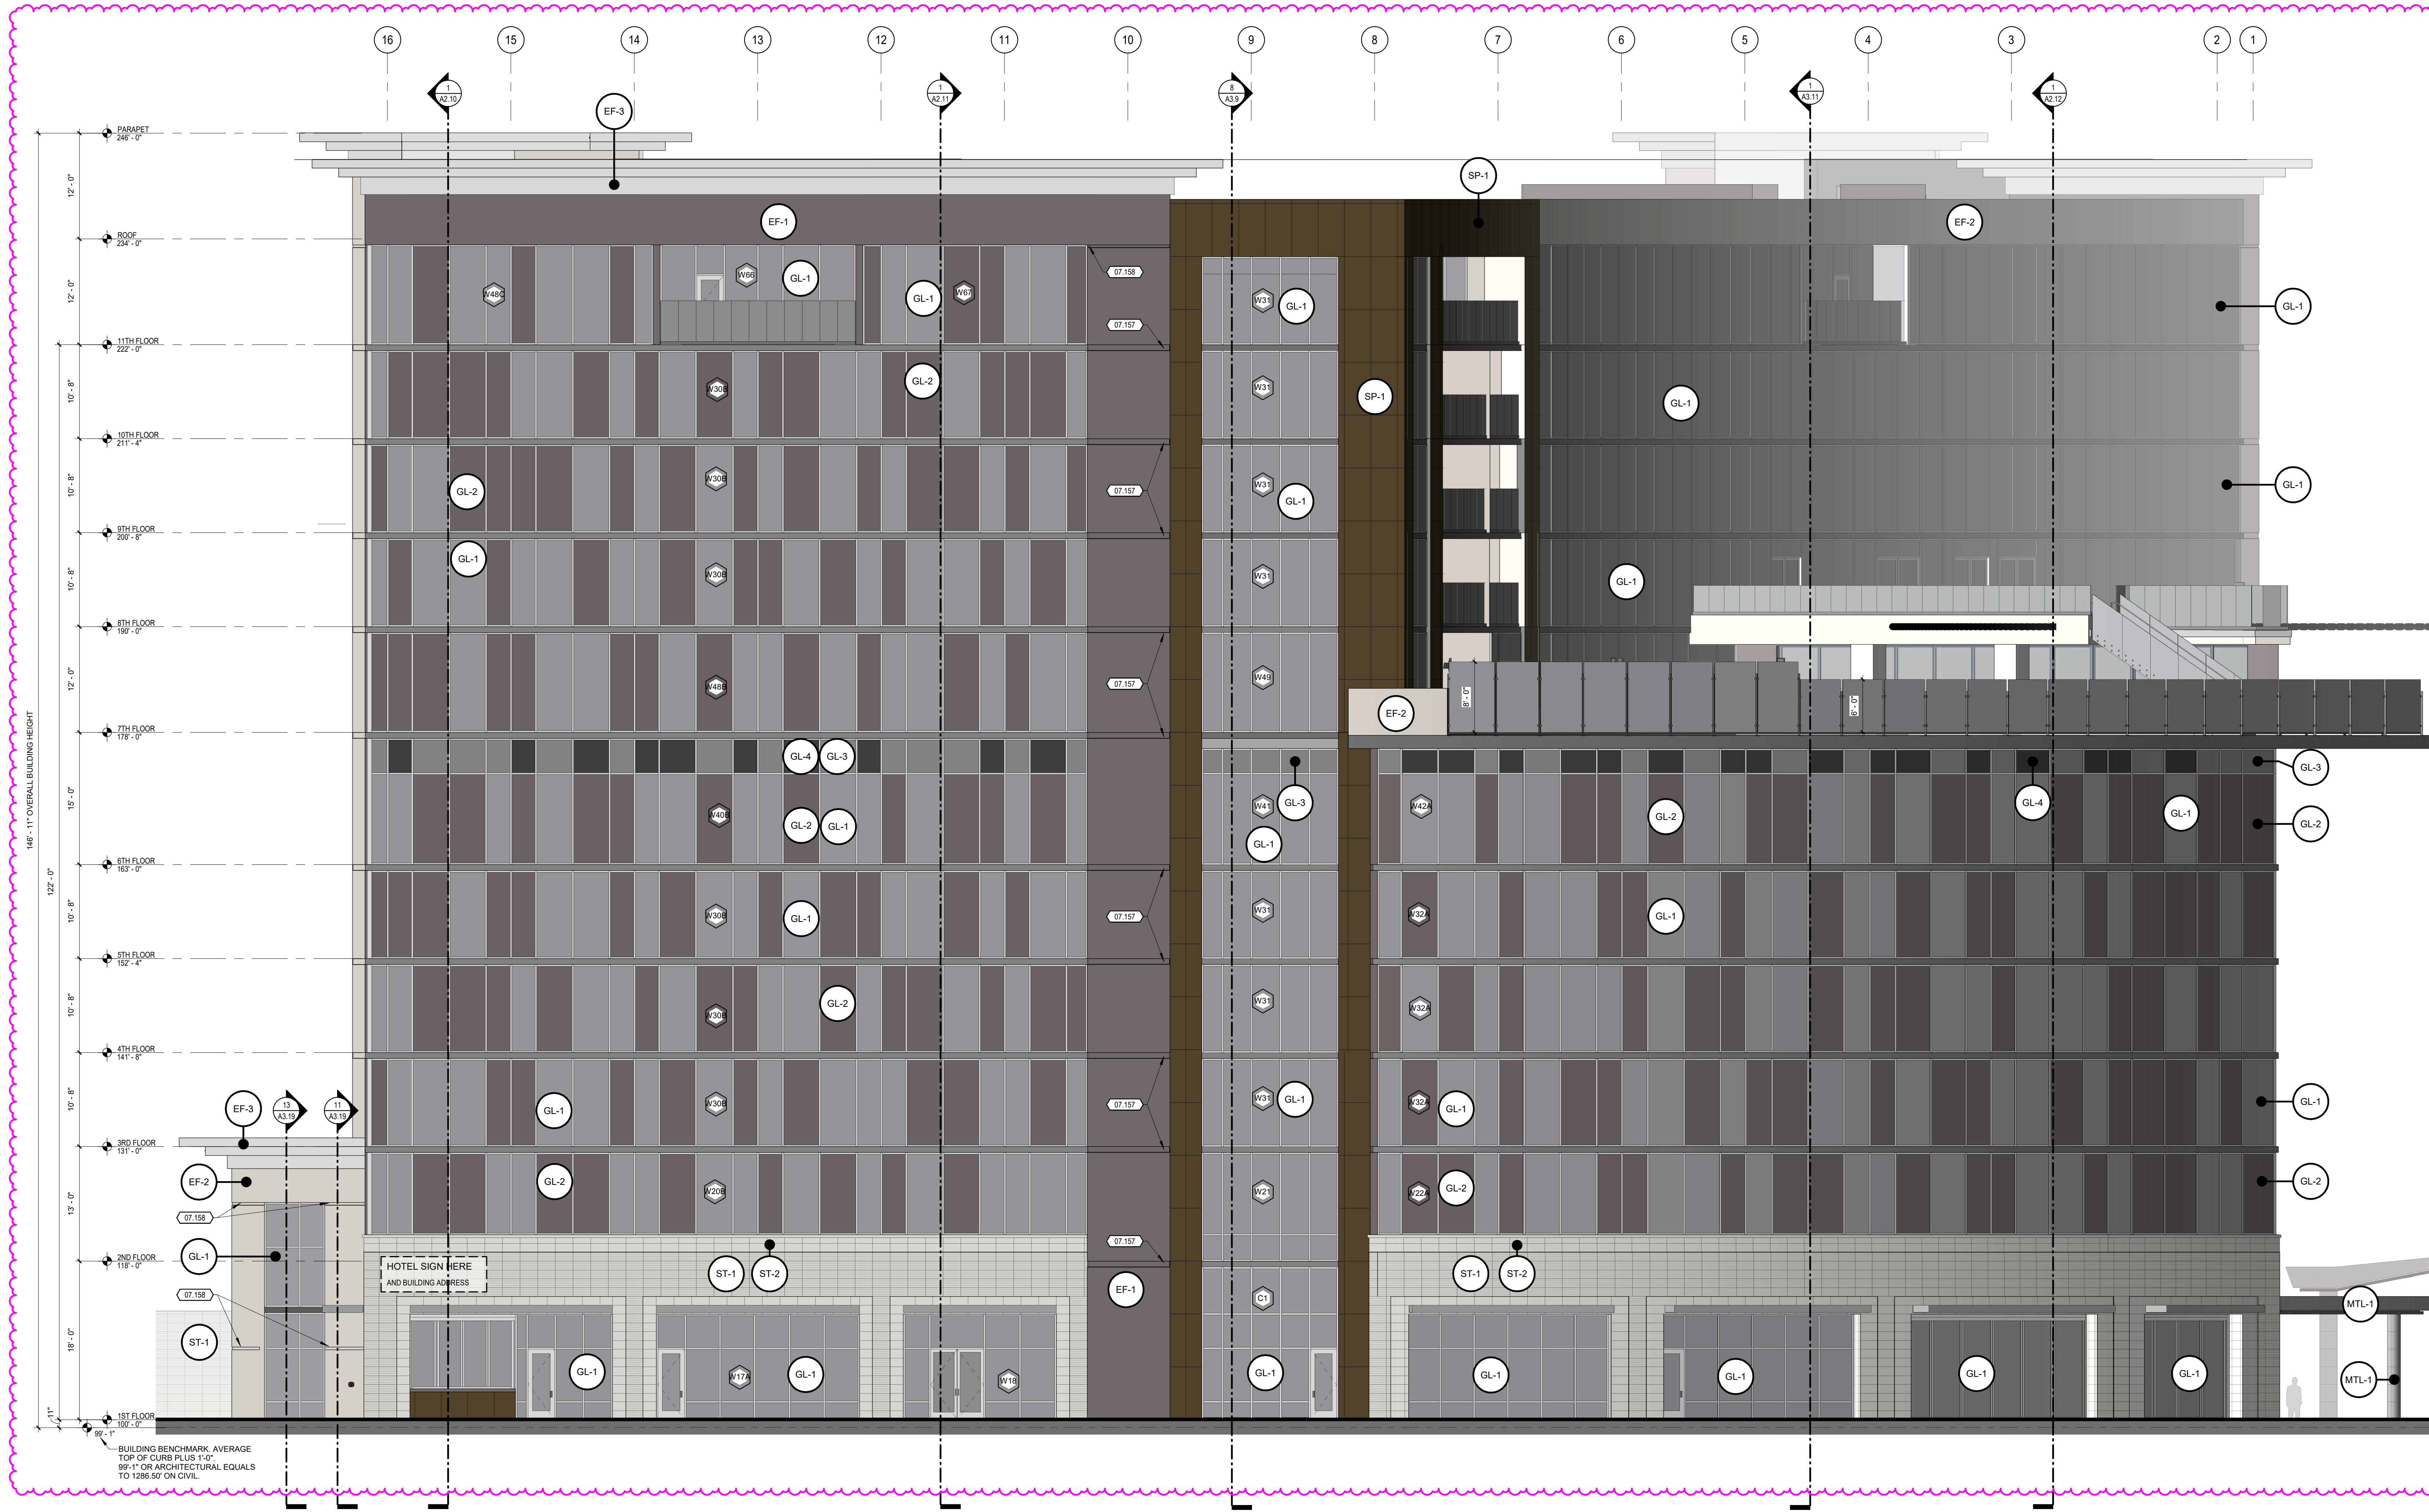 16 15 14 13 12 11 10 9 8 7 6 5 4 3 2 1
1
A2.10
1
A2.11
8
A3.9
1
A3.11
1
A2.12
EF-3
PARAPET
246' - 0"
12' - 0"
SP-1
EF-1
EF-2
ROOF
234' - 0"
21' - 0"
W48C
W66
GL-1
GL-1
W67
07.158
07.157
W31
GL-1
GL-1
11TH FLOOR
222' - 0"
10' - 8"
W30B
GL-2
W31
SP-1
GL-1
10TH FLOOR
211' - 4"
10' - 8"
GL-2
W30B
07.157
W31
GL-1
GL-1
9TH FLOOR
200' - 8"
10' - 8"
GL-1
W30B
W31
GL-1
8TH FLOOR
190' - 0"
12' - 0"
W48B
07.157
W49
EF-2
8' - 0"
6' - 0"
7TH FLOOR
178' - 0"
146' - 11" OVERALL BUILDING HEIGHT
15' - 0"
GL-4
GL-3
W40B
GL-2
GL-1
W41
GL-3
GL-1
W42A
GL-2
GL-4
GL-1
GL-3
GL-2
6TH FLOOR
163' - 0"
122' - 0"
10' - 8"
W30B
GL-1
07.157
W31
W32A
GL-1
5TH FLOOR
152' - 4"
10' - 8"
W30B
GL-2
W31
W32A
4TH FLOOR
141' - 8"
10' - 8"
EF-3
13
A3.19
11
A3.19
GL-1
W30B
07.157
W31
GL-1
W32A
GL-1
GL-1
3RD FLOOR
131' - 0"
13' - 0"
EF-2
07.158
GL-2
W20B
W21
W22A
GL-2
GL-2
07.157
2ND FLOOR
118' - 0"
GL-1
HOTEL SIGN HERE
AND BUILDING ADDRESS
ST-1
ST-2
EF-1
C1
ST-1
ST-2
07.158
MTL-1
18' - 0"
ST-1
GL-1
W17A
GL-1
W18
GL-1
GL-1
GL-1
GL-1
GL-1
MTL-1
11"
1ST FLOOR
100' - 0"
99' - 1"
BUILDING BENCHMARK. AVERAGE
TOP OF CURB PLUS 1'-0".
99'-1" OR ARCHITECTURAL EQUALS
TO 1286.50' ON CIVIL.